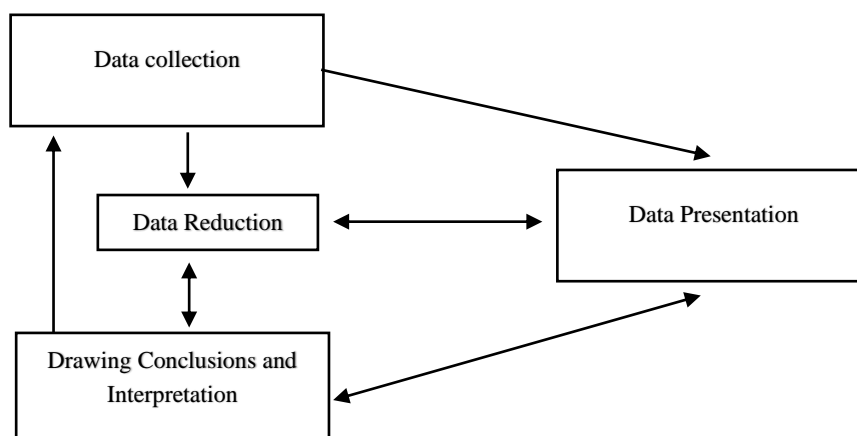 Data collection
Data Reduction
Data Presentation
Drawing Conclusions and
Interpretation